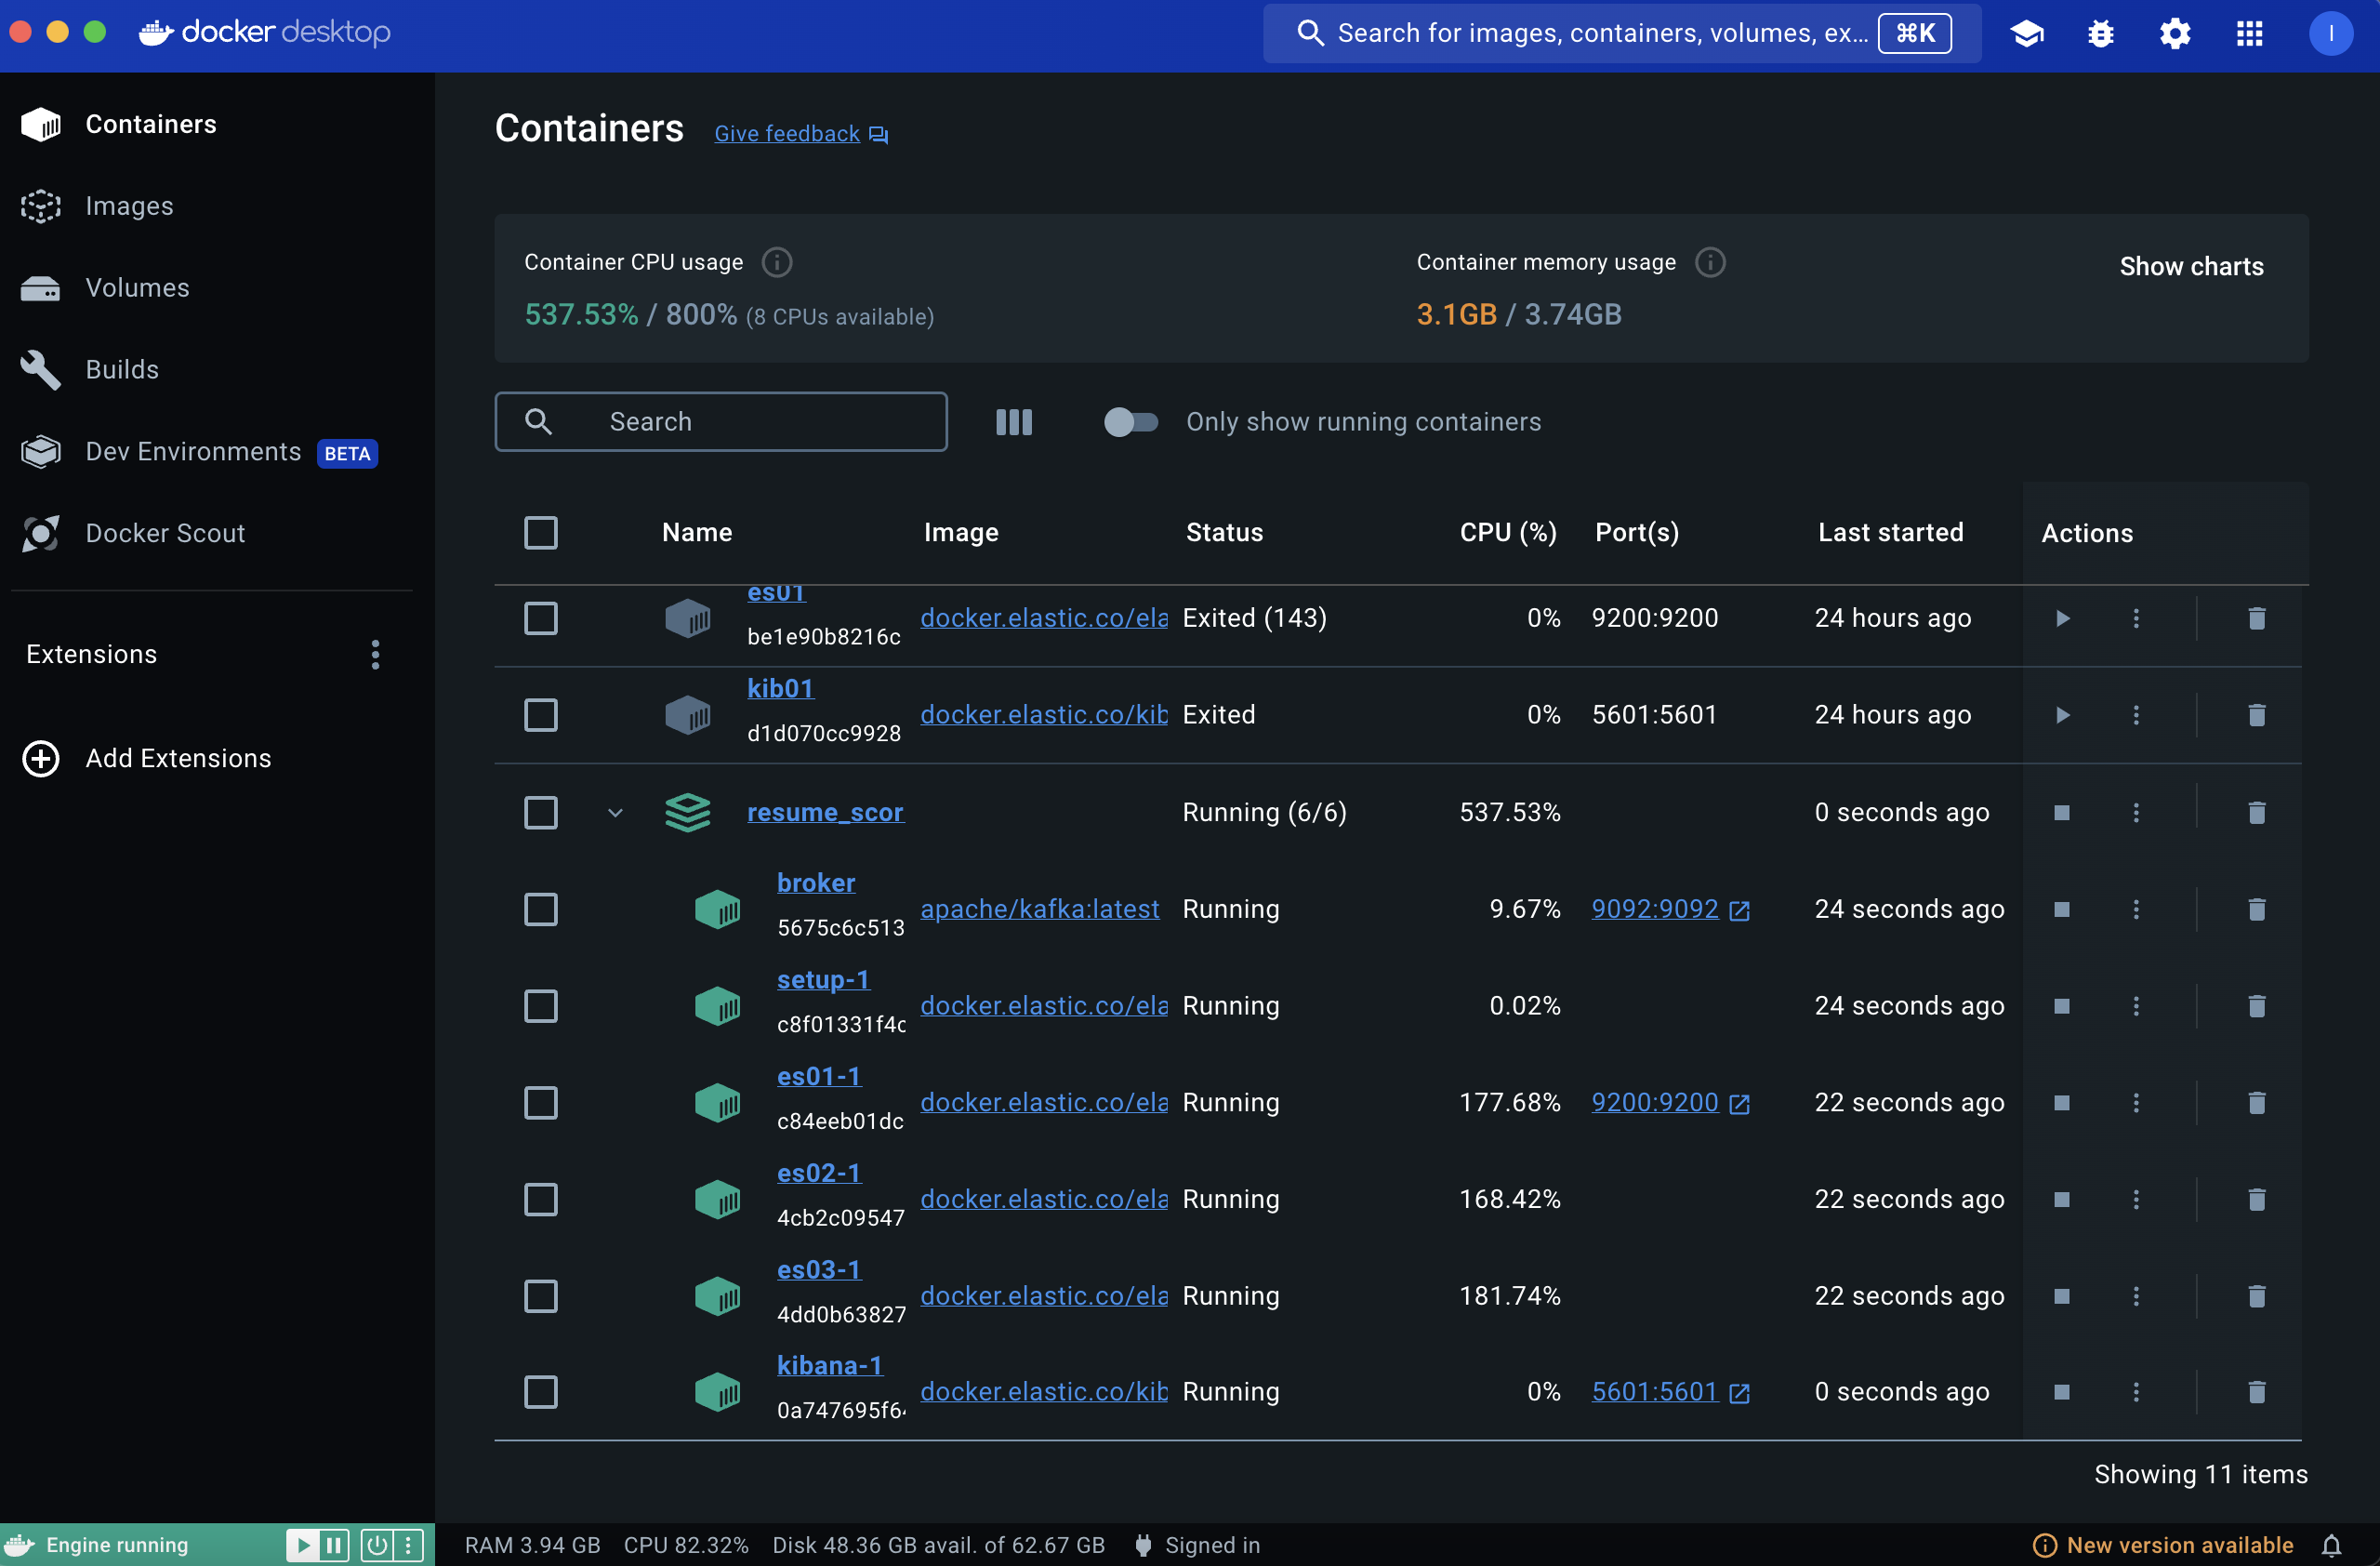 docker desktop
Search for images, containers, volumes, ex... ⌘K
I
Containers
Images
Volumes
Builds
Dev Environments BETA
Docker Scout
Extensions
Add Extensions
Containers Give feedback
Container CPU usage
537.53% / 800% (8 CPUs available)
Container memory usage
3.1GB / 3.74GB
Show charts
Search
Only show running containers
Name Image Status CPU (%) Port(s) Last started Actions
es01
be1e90b8216c
docker.elastic.co/ela Exited (143) 0% 9200:9200 24 hours ago
kib01
d1d070cc9928
docker.elastic.co/kib Exited 0% 5601:5601 24 hours ago
resume_scor Running (6/6) 537.53% 0 seconds ago
broker
5675c6c513
apache/kafka:latest Running 9.67% 9092:9092 24 seconds ago
setup-1
c8f01331f4c
docker.elastic.co/ela Running 0.02% 24 seconds ago
es01-1
c84eeb01dc
docker.elastic.co/ela Running 177.68% 9200:9200 22 seconds ago
es02-1
4cb2c09547
docker.elastic.co/ela Running 168.42% 22 seconds ago
es03-1
4dd0b63827
docker.elastic.co/ela Running 181.74% 22 seconds ago
kibana-1
0a747695f64
docker.elastic.co/kib Running 0% 5601:5601 0 seconds ago
Showing 11 items
Engine running
RAM 3.94 GB CPU 82.32% Disk 48.36 GB avail. of 62.67 GB Signed in
New version available